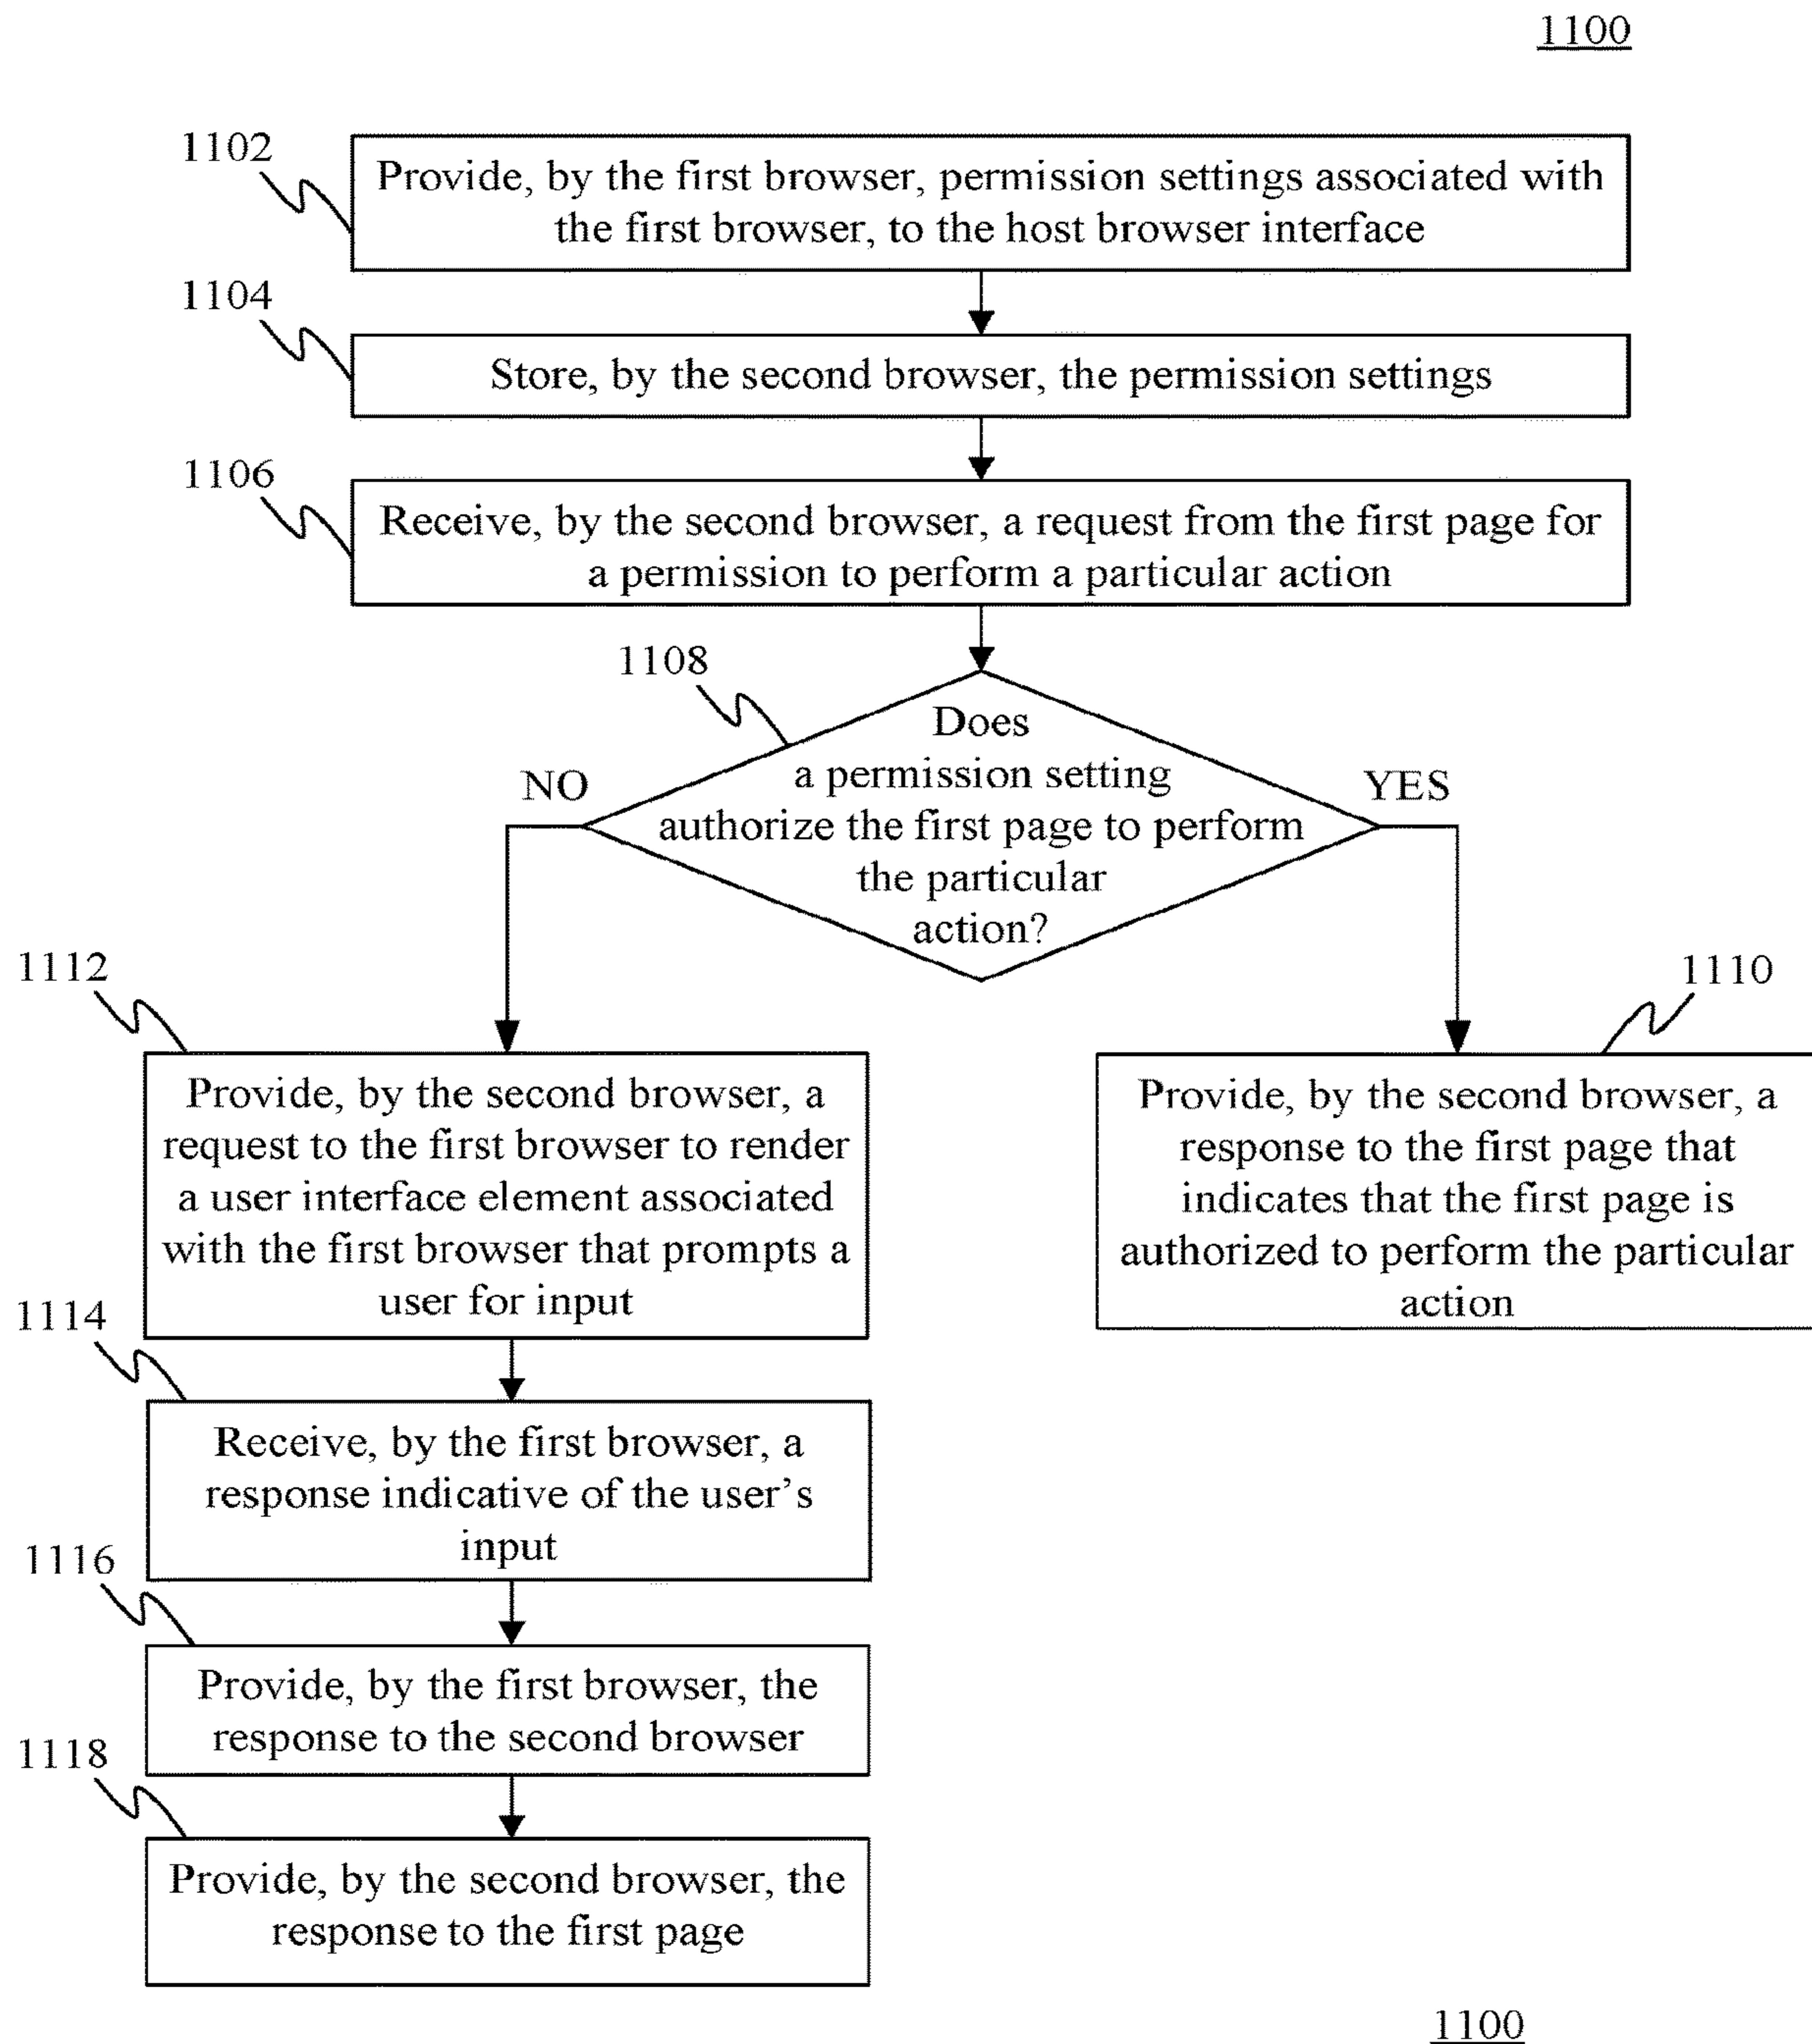 1100
1102
Provide, by the first browser, permission settings associated with
the first browser, to the host browser interface
1104
Store, by the second browser, the permission settings
1106
Receive, by the second browser, a request from the first page for
a permission to perform a particular action
1108
Does
a permission setting
authorize the first page to perform
the particular
action?
NO
YES
1112
Provide, by the second browser, a
request to the first browser to render
a user interface element associated
with the first browser that prompts a
user for input
1110
Provide, by the second browser, a
response to the first page that
indicates that the first page is
authorized to perform the particular
action
1114
Receive, by the first browser, a
response indicative of the user’s
input
1116
Provide, by the first browser, the
response to the second browser
1118
Provide, by the second browser, the
response to the first page
1100